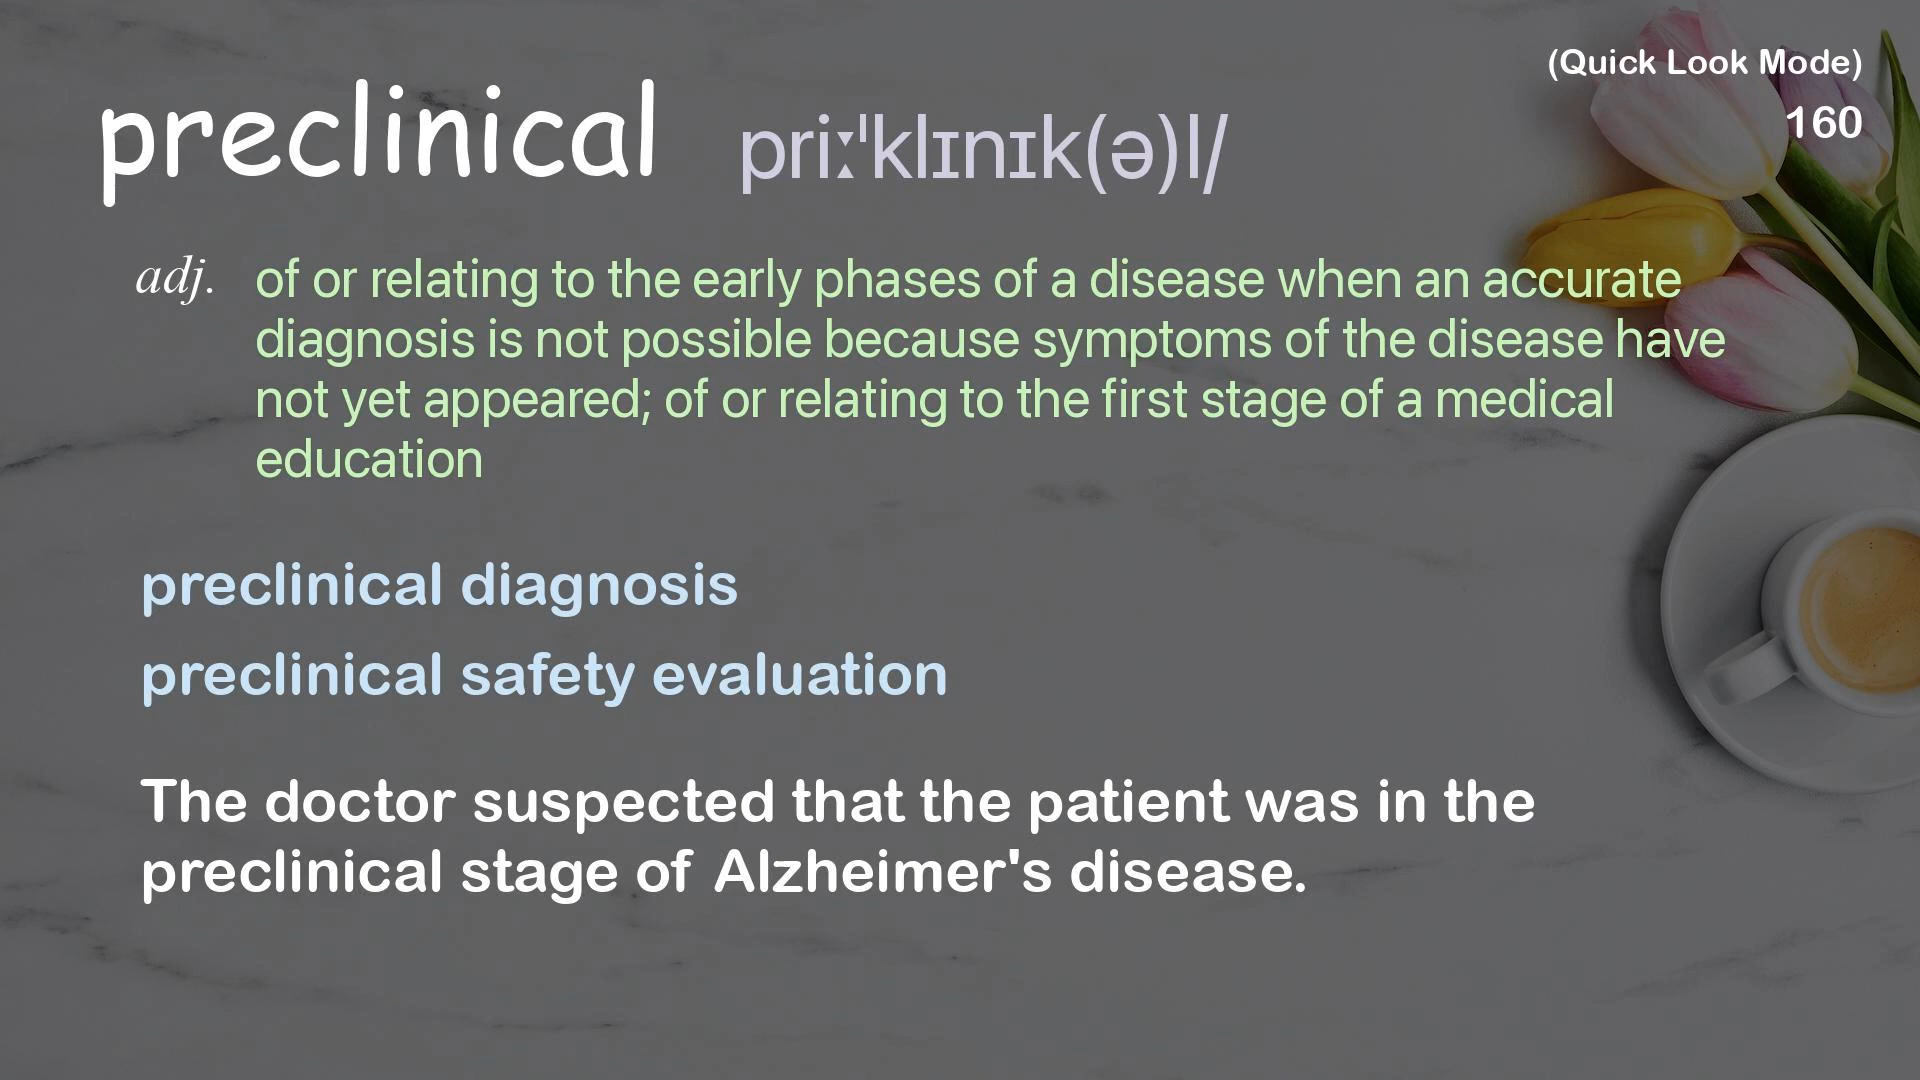 (Quick Look Mode)
160
preclinical priːˈklɪnɪk(ə)l/
adj. of or relating to the early phases of a disease when an accurate
diagnosis is not possible because symptoms of the disease have
not yet appeared; of or relating to the first stage of a medical
education
preclinical diagnosis
preclinical safety evaluation
The doctor suspected that the patient was in the
preclinical stage of Alzheimer's disease.